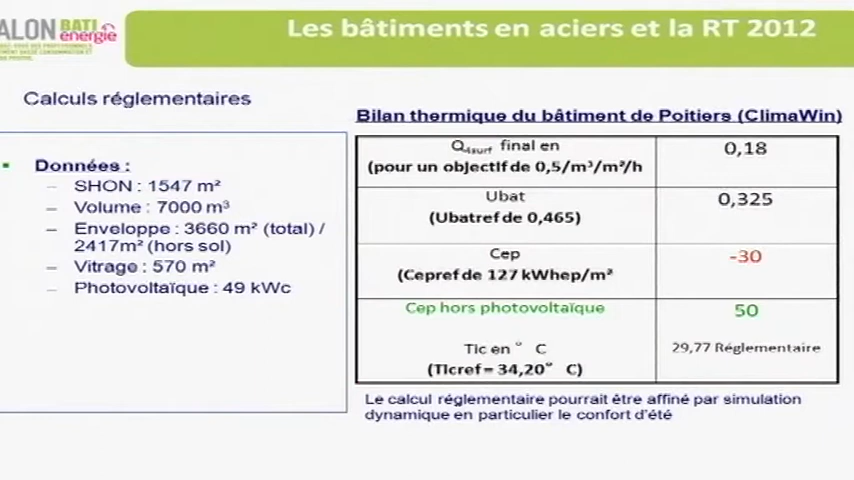 ALON BATI
énergie
Les bâtiments en aciers et la RT 2012
Calculs réglementaires
Bilan thermique du bâtiment de Poitiers (ClimaWin)
Données :
– SHON : 1547 m²
– Volume : 7000 m³
– Enveloppe : 3660 m² (total) /
2417m² (hors sol)
– Vitrage : 570 m²
– Photovoltaïque : 49 kWc
Q4surf final en
(pour un objectif de 0,5/m³/m²/h
0,18
Ubat
(Ubatref de 0,465)
0,325
Cep
(Cepref de 127 kWhep/m²
-30
Cep hors photovoltaïque
50
Tic en ° C
(Ticref = 34,20° C)
29,77 Réglementaire
Le calcul réglementaire pourrait être affiné par simulation
dynamique en particulier le confort d'été